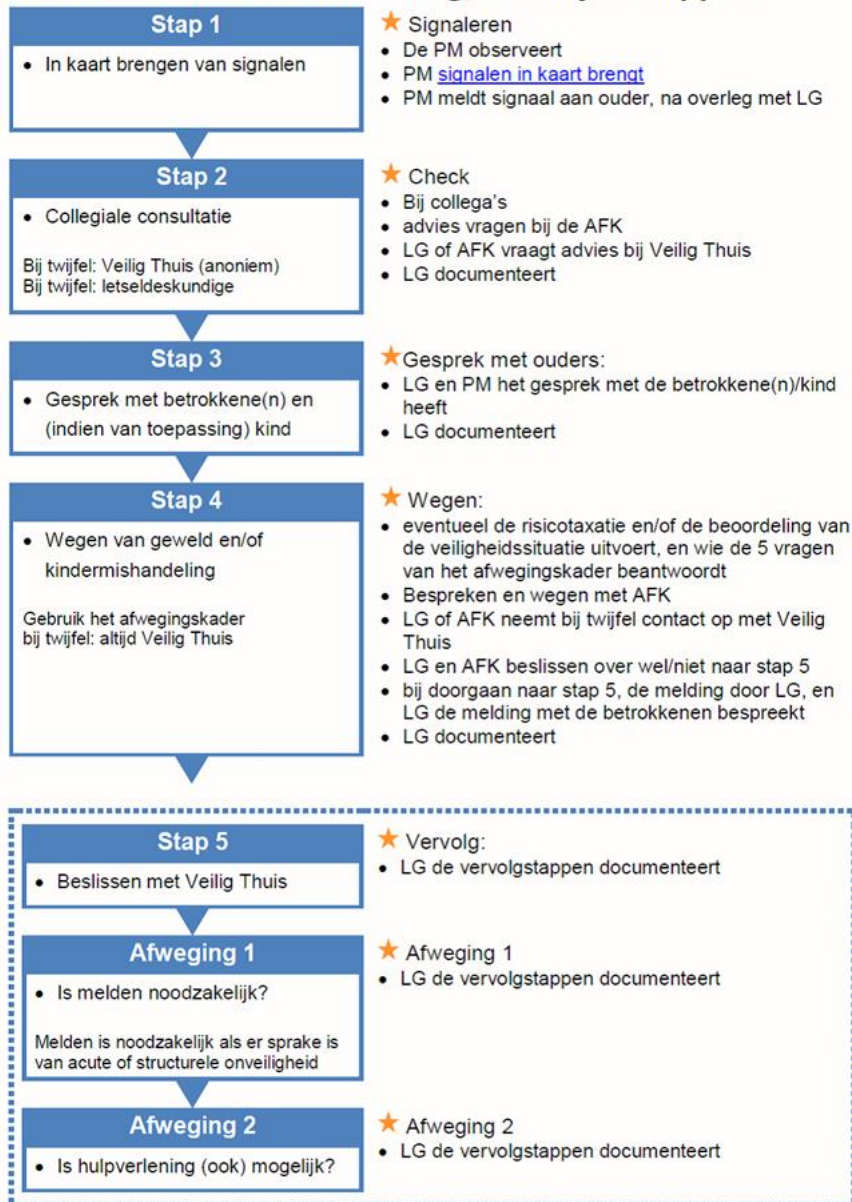 Stap 1
• In kaart brengen van signalen
★ Signaleren
• De PM observeert
• PM signalen in kaart brengt
• PM meldt signaal aan ouder, na overleg met LG
Stap 2
• Collegiale consultatie
Bij twijfel: Veilig Thuis (anoniem)
Bij twijfel: letseldeskundige
★ Check
• Bij collega's
• advies vragen bij de AFK
• LG of AFK vraagt advies bij Veilig Thuis
• LG documenteert
Stap 3
• Gesprek met betrokkene(n) en
(indien van toepassing) kind
★Gesprek met ouders:
• LG en PM het gesprek met de betrokkene(n)/kind
heeft
• LG documenteert
Stap 4
• Wegen van geweld en/of
kindermishandeling
Gebruik het afwegingskader
bij twijfel: altijd Veilig Thuis
★ Wegen:
• eventueel de risicotaxatie en/of de beoordeling van
de veiligheidssituatie uitvoert, en wie de 5 vragen
van het afwegingskader beantwoordt
• Bespreken en wegen met AFK
• LG of AFK neemt bij twijfel contact op met Veilig
Thuis
• LG en AFK beslissen over wel/niet naar stap 5
• bij doorgaan naar stap 5, de melding door LG, en
LG de melding met de betrokkenen bespreekt
• LG documenteert
Stap 5
• Beslissen met Veilig Thuis
★ Vervolg:
• LG de vervolgstappen documenteert
Afweging 1
• Is melden noodzakelijk?
Melden is noodzakelijk als er sprake is
van acute of structurele onveiligheid
★ Afweging 1
• LG de vervolgstappen documenteert
Afweging 2
• Is hulpverlening (ook) mogelijk?
★ Afweging 2
• LG de vervolgstappen documenteert